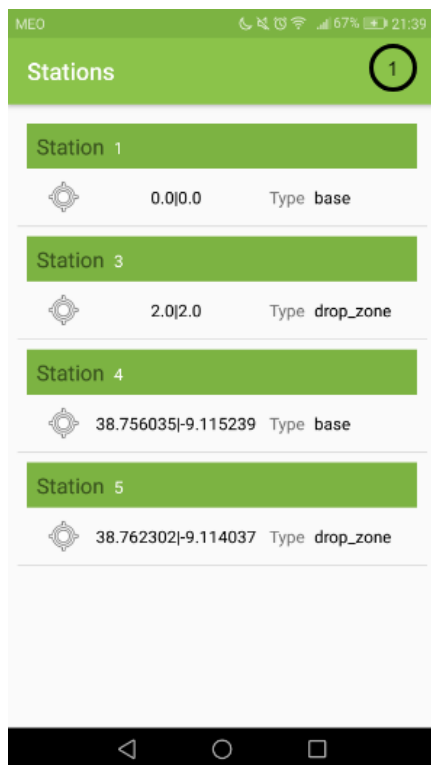 MEO 67% 21:39
Stations 1
Station 1
0.0|0.0 Type base
Station 3
2.0|2.0 Type drop_zone
Station 4
38.756035|-9.115239 Type base
Station 5
38.762302|-9.114037 Type drop_zone